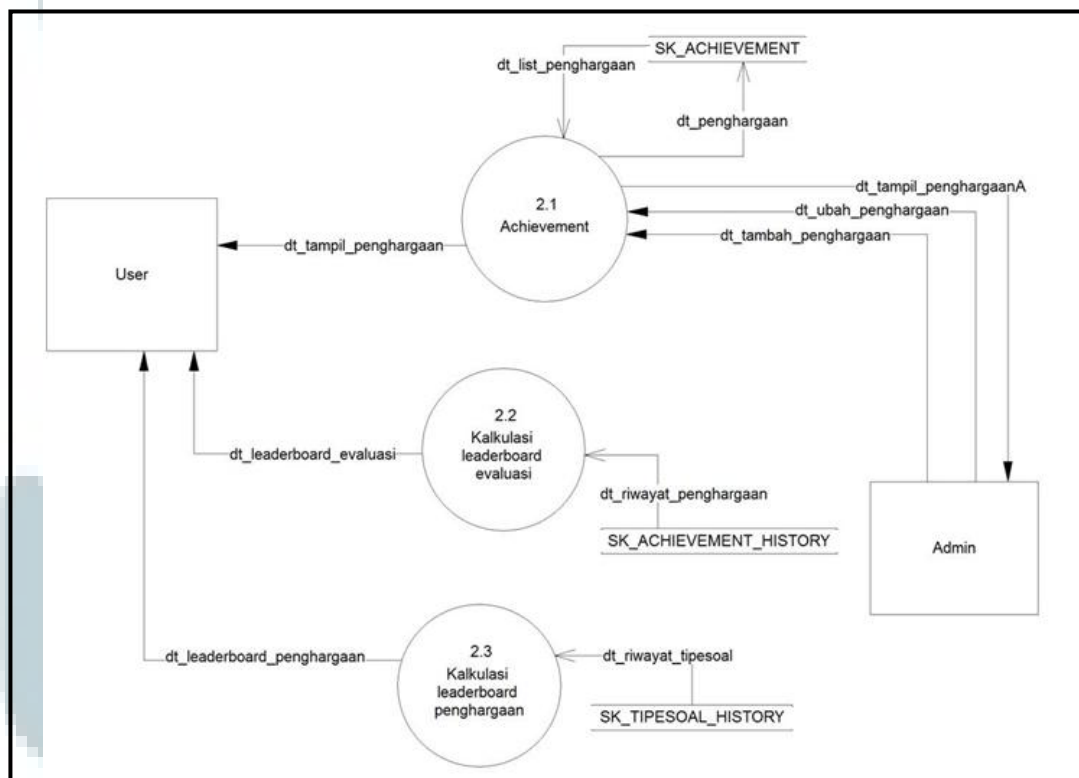 SK_ACHIEVEMENT
dt_list_penghargaan
dt_penghargaan
2.1
Achievement
dt_tampil_penghargaanA
dt_ubah_penghargaan
dt_tambah_penghargaan
dt_tampil_penghargaan
User
2.2
Kalkulasi
leaderboard
evaluasi
dt_leaderboard_evaluasi
dt_riwayat_penghargaan
SK_ACHIEVEMENT_HISTORY
Admin
2.3
Kalkulasi
leaderboard
penghargaan
dt_leaderboard_penghargaan
dt_riwayat_tipesoal
SK_TIPESOAL_HISTORY